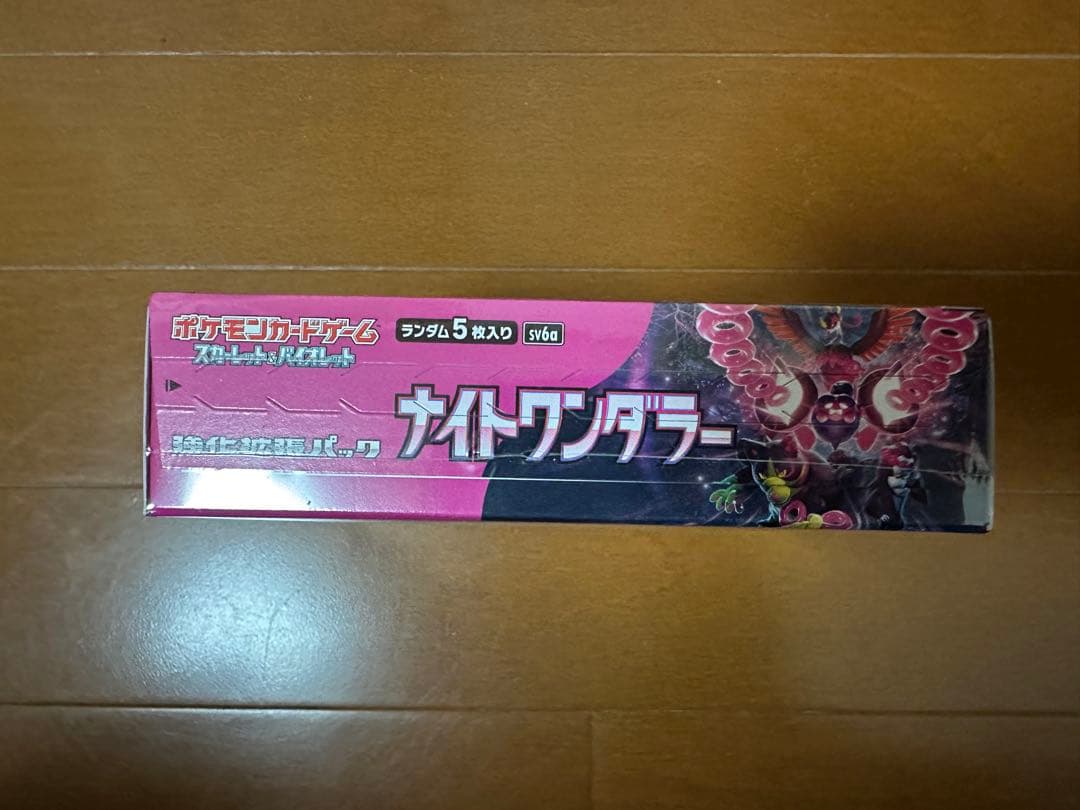 ポケモンカードゲーム
スカーレット&バイオレット
ランダム5枚入り
sv6a
強化拡張パック
ナイトワンダラー